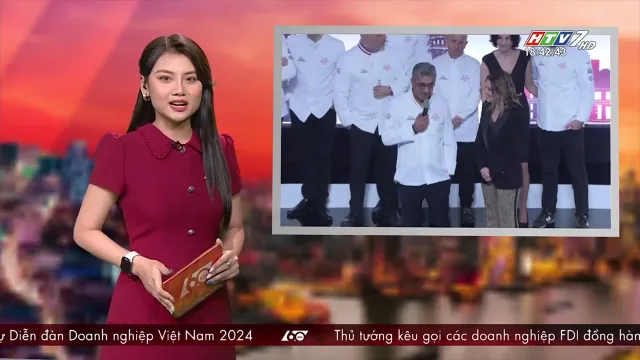 HTV7 HD
18:42:43
ự Diễn đàn Doanh nghiệp Việt Nam 2024 60 Thủ tướng kêu gọi các doanh nghiệp FDI đồng hàn